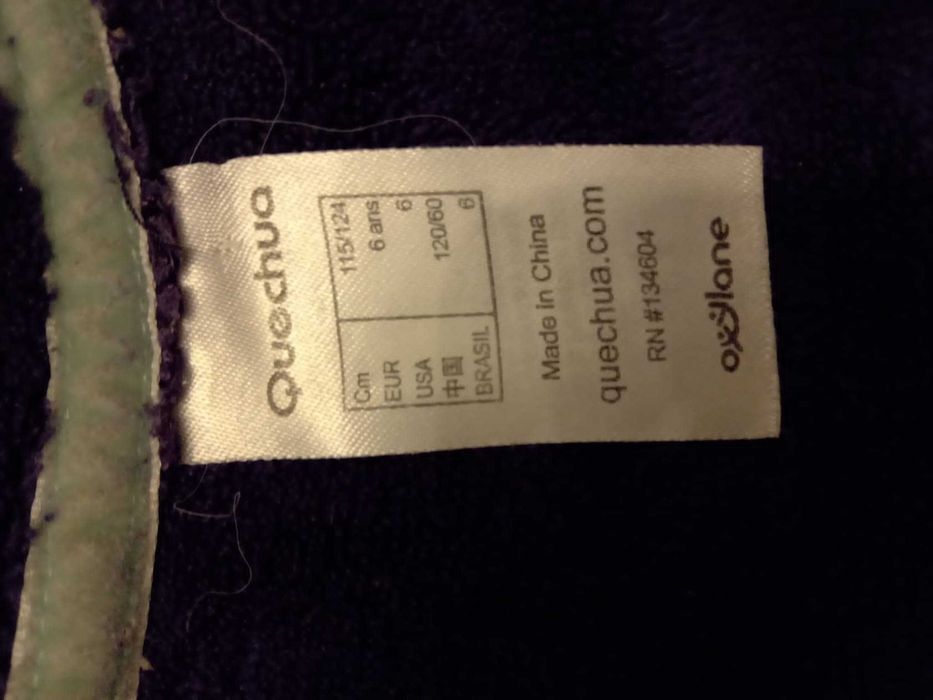 Quechua
Cm 115/124
EUR 6 ans
USA 6
中国 120/60
BRASIL 6
Made in China
quechua.com
RN #134604
oxylane